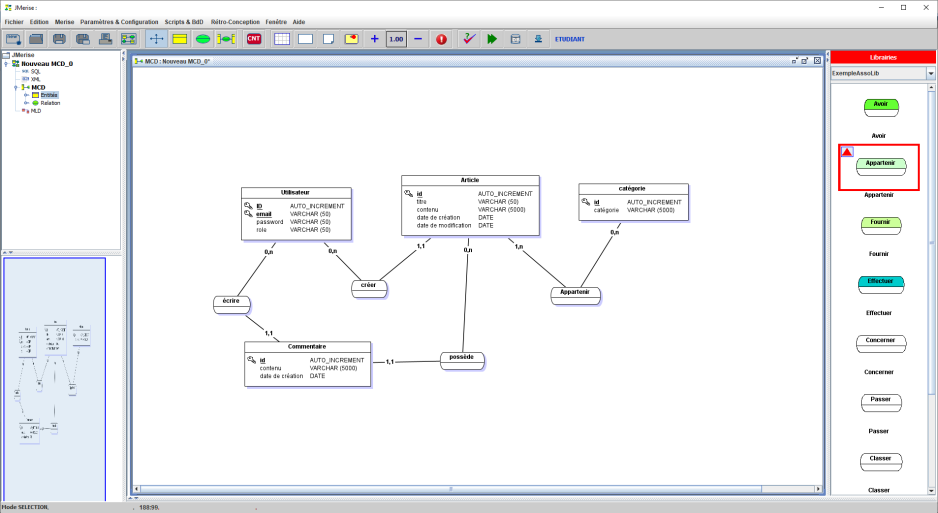 JMerise :
Fichier Edition Merise Paramètres & Configuration Scripts & BdD Rétro-Conception Fenêtre Aide
CNT 1.00 ETUDIANT
JMerise
Nouveau MCD_0
SQL
XML
MCD
Entités
Relation
MLD
MCD : Nouveau MCD_0*
Utilisateur
ID AUTO_INCREMENT
email VARCHAR (50)
password VARCHAR (50)
role VARCHAR (50)
Article
id AUTO_INCREMENT
titre VARCHAR (50)
contenu VARCHAR (5000)
date de création DATE
date de modification DATE
catégorie
id AUTO_INCREMENT
catégorie VARCHAR (5000)
0,n
0,n
1,1
0,n
1,n
0,n
écrire
créer
Appartenir
1,1
Commentaire
id AUTO_INCREMENT
contenu VARCHAR (5000)
date de création DATE
1,1
possède
Librairies
ExempleAssoLib
Avoir
Avoir
Appartenir
Appartenir
Fournir
Fournir
Effectuer
Effectuer
Concerner
Concerner
Passer
Passer
Classer
Classer
Mode SELECTION, . 188:99. .